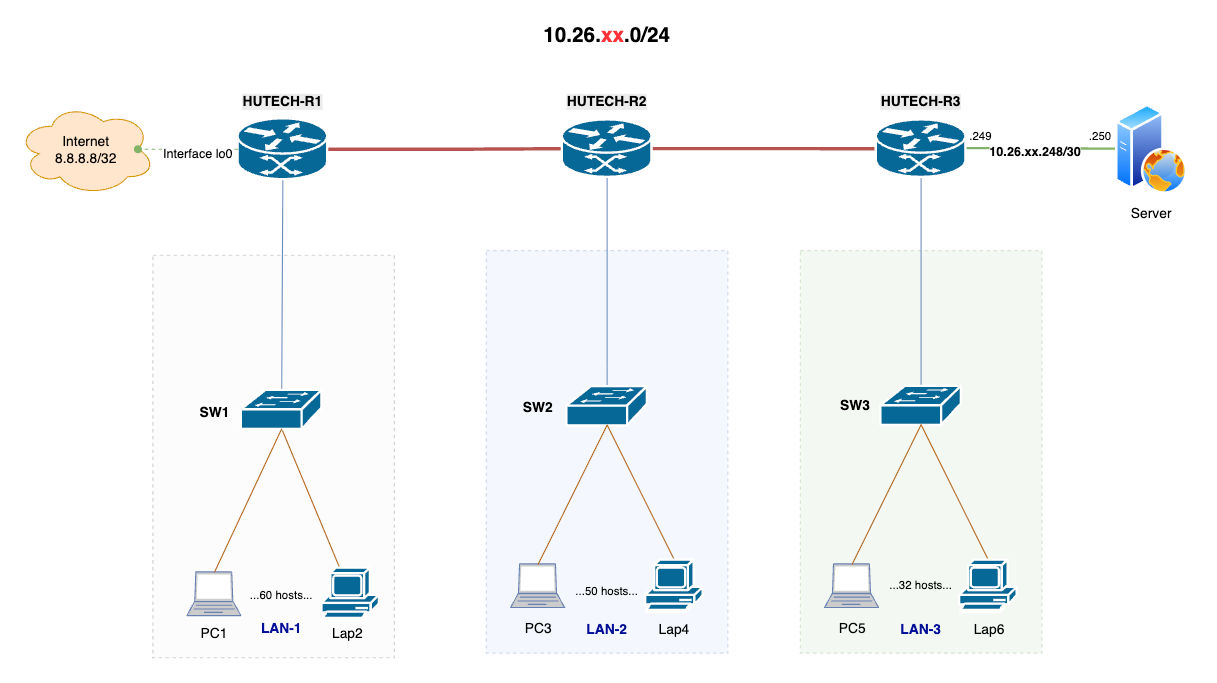 10.26.xx.0/24
HUTECH-R1
HUTECH-R2
HUTECH-R3
Internet
8.8.8.8/32
Interface lo0
.249
.250
10.26.xx.248/30
Server
SW1
SW2
SW3
...60 hosts...
...50 hosts...
...32 hosts...
PC1
LAN-1
Lap2
PC3
LAN-2
Lap4
PC5
LAN-3
Lap6